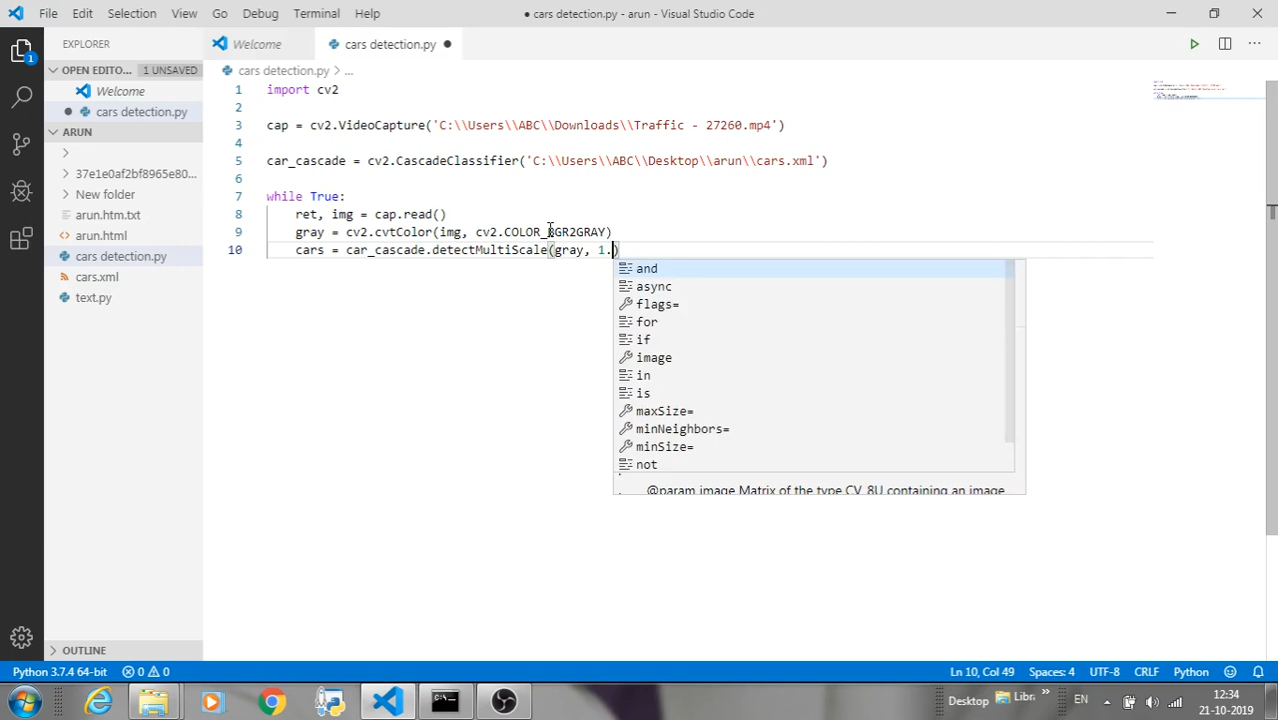 File Edit Selection View Go Debug Terminal Help
● cars detection.py - arun - Visual Studio Code
EXPLORER
Welcome
cars detection.py ●
OPEN EDITO... 1 UNSAVED
cars detection.py > ...
Welcome
● cars detection.py
ARUN
37e1e0af2bf8965e80...
New folder
arun.htm.txt
arun.html
cars detection.py
cars.xml
text.py
OUTLINE
1 import cv2
2
3 cap = cv2.VideoCapture('C:\\Users\\ABC\\Downloads\\Traffic - 27260.mp4')
4
5 car_cascade = cv2.CascadeClassifier('C:\\Users\\ABC\\Desktop\\arun\\cars.xml')
6
7 while True:
8 ret, img = cap.read()
9 gray = cv2.cvtColor(img, cv2.COLOR_BGR2GRAY)
10 cars = car_cascade.detectMultiScale(gray, 1.)
and
async
flags=
for
if
image
in
is
maxSize=
minNeighbors=
minSize=
not
@param image Matrix of the type CV_8U containing an image
1
Python 3.7.4 64-bit 0 0
Ln 10, Col 49 Spaces: 4 UTF-8 CRLF Python
Desktop Libr » EN 12:34
21-10-2019